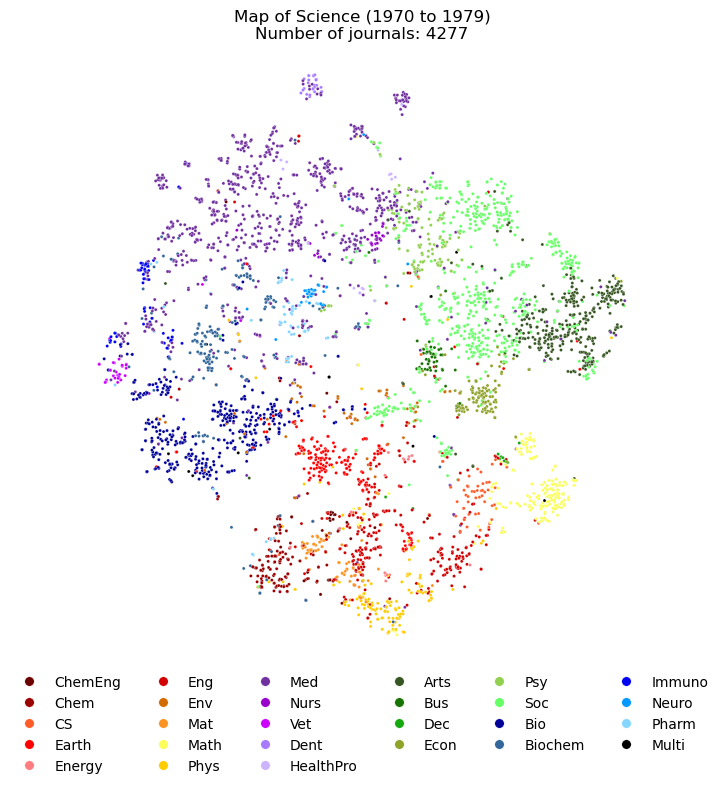 Map of Science (1970 to 1979)
Number of journals: 4277
ChemEng Eng Med Arts Psy Immuno
Chem Env Nurs Bus Soc Neuro
CS Mat Vet Dec Bio Pharm
Earth Math Dent Econ Biochem Multi
Energy Phys HealthPro